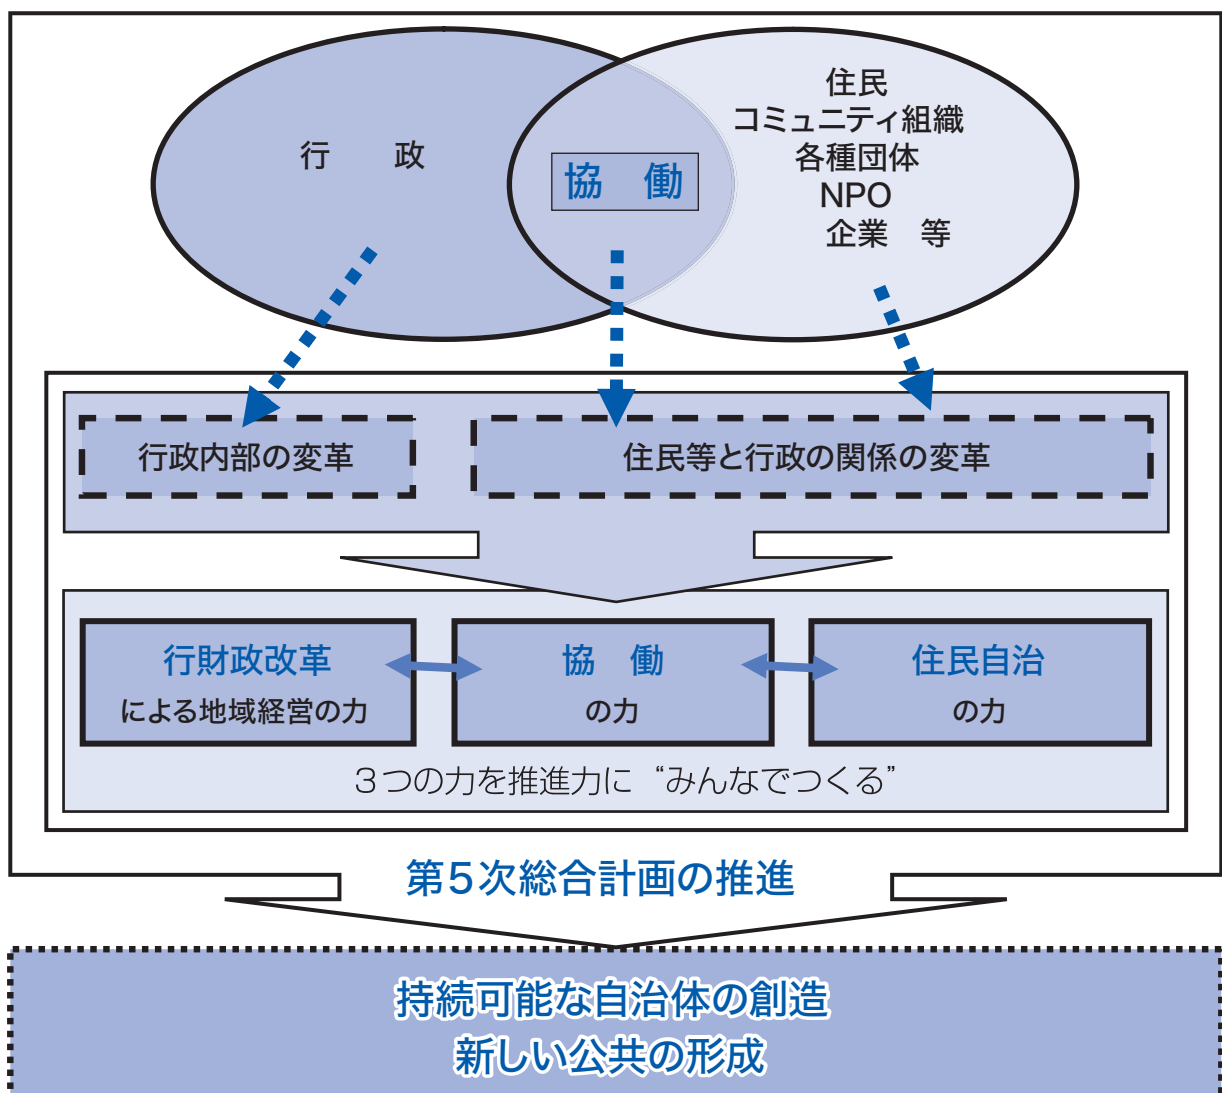 行　政
協　働
住民
コミュニティ組織
各種団体
NPO
企業　等
行政内部の変革
住民等と行政の関係の変革
行財政改革
による地域経営の力
協　働
の力
住民自治
の力
３つの力を推進力に “みんなでつくる”
第5次総合計画の推進
持続可能な自治体の創造
新しい公共の形成